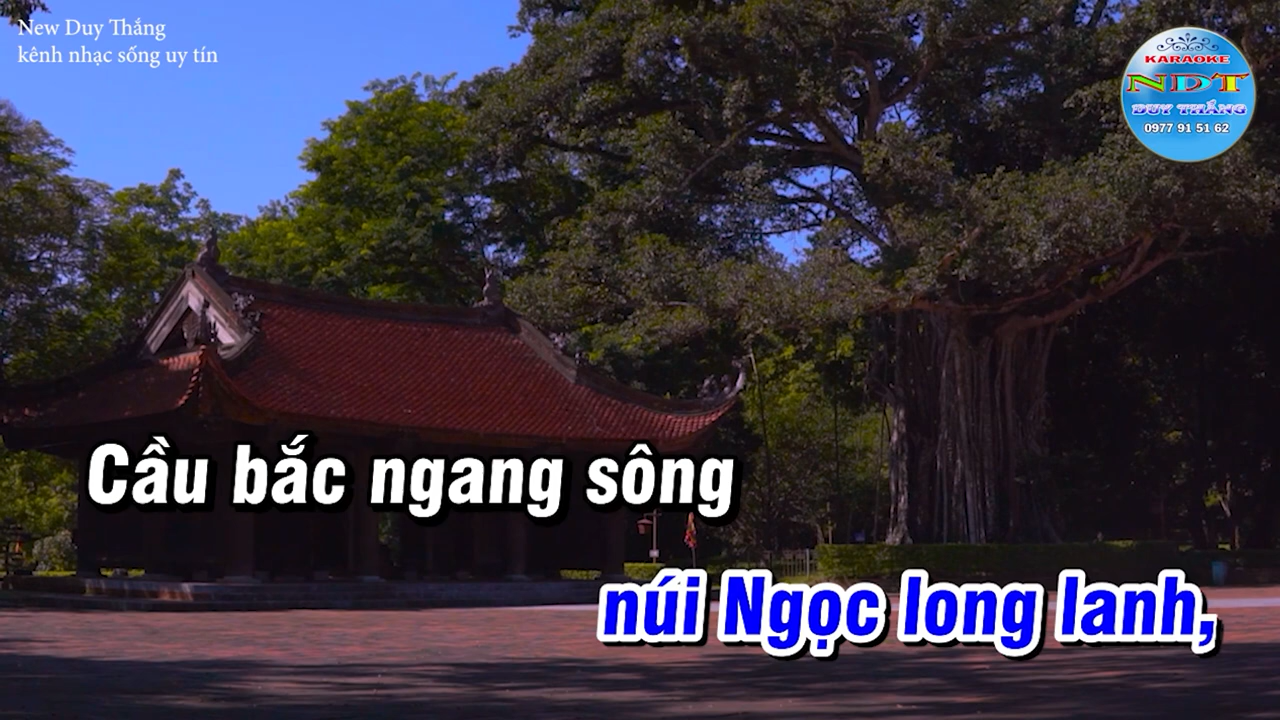 New Duy Thắng
kênh nhạc sống uy tín
KARAOKE
NDT
DUY THẮNG
0977 91 51 62
Cầu bắc ngang sông
núi Ngọc long lanh,